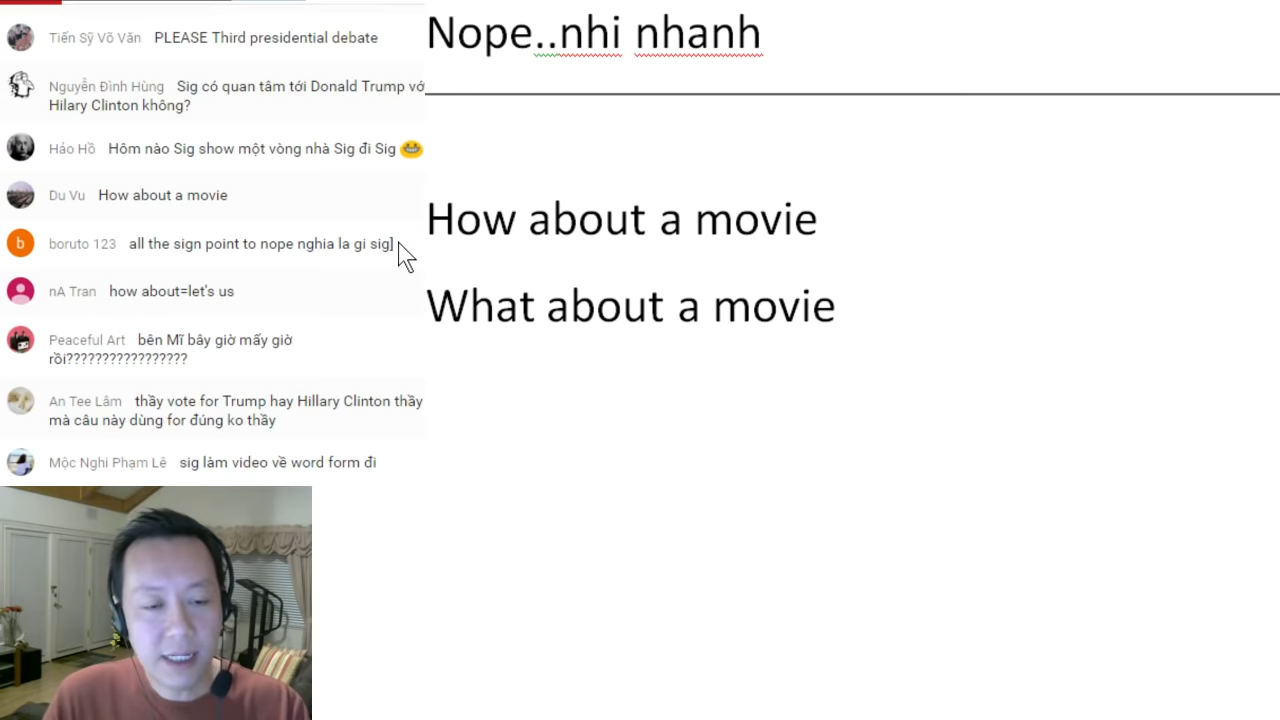 Tiến Sỹ Võ Văn PLEASE Third presidential debate
Nguyễn Đình Hùng Sig có quan tâm tới Donald Trump vớ
Hilary Clinton không?
Hảo Hồ Hôm nào Sig show một vòng nhà Sig đi Sig
Du Vu How about a movie
b boruto 123 all the sign point to nope nghia la gi sig]
nA Tran how about=let's us
Peaceful Art bên Mĩ bây giờ mấy giờ
rồi?????????????????
An Tee Lâm thầy vote for Trump hay Hillary Clinton thầy
mà câu này dùng for đúng ko thầy
Mộc Nghi Phạm Lê sig làm video về word form đi
Nope..nhi nhanh
How about a movie
What about a movie